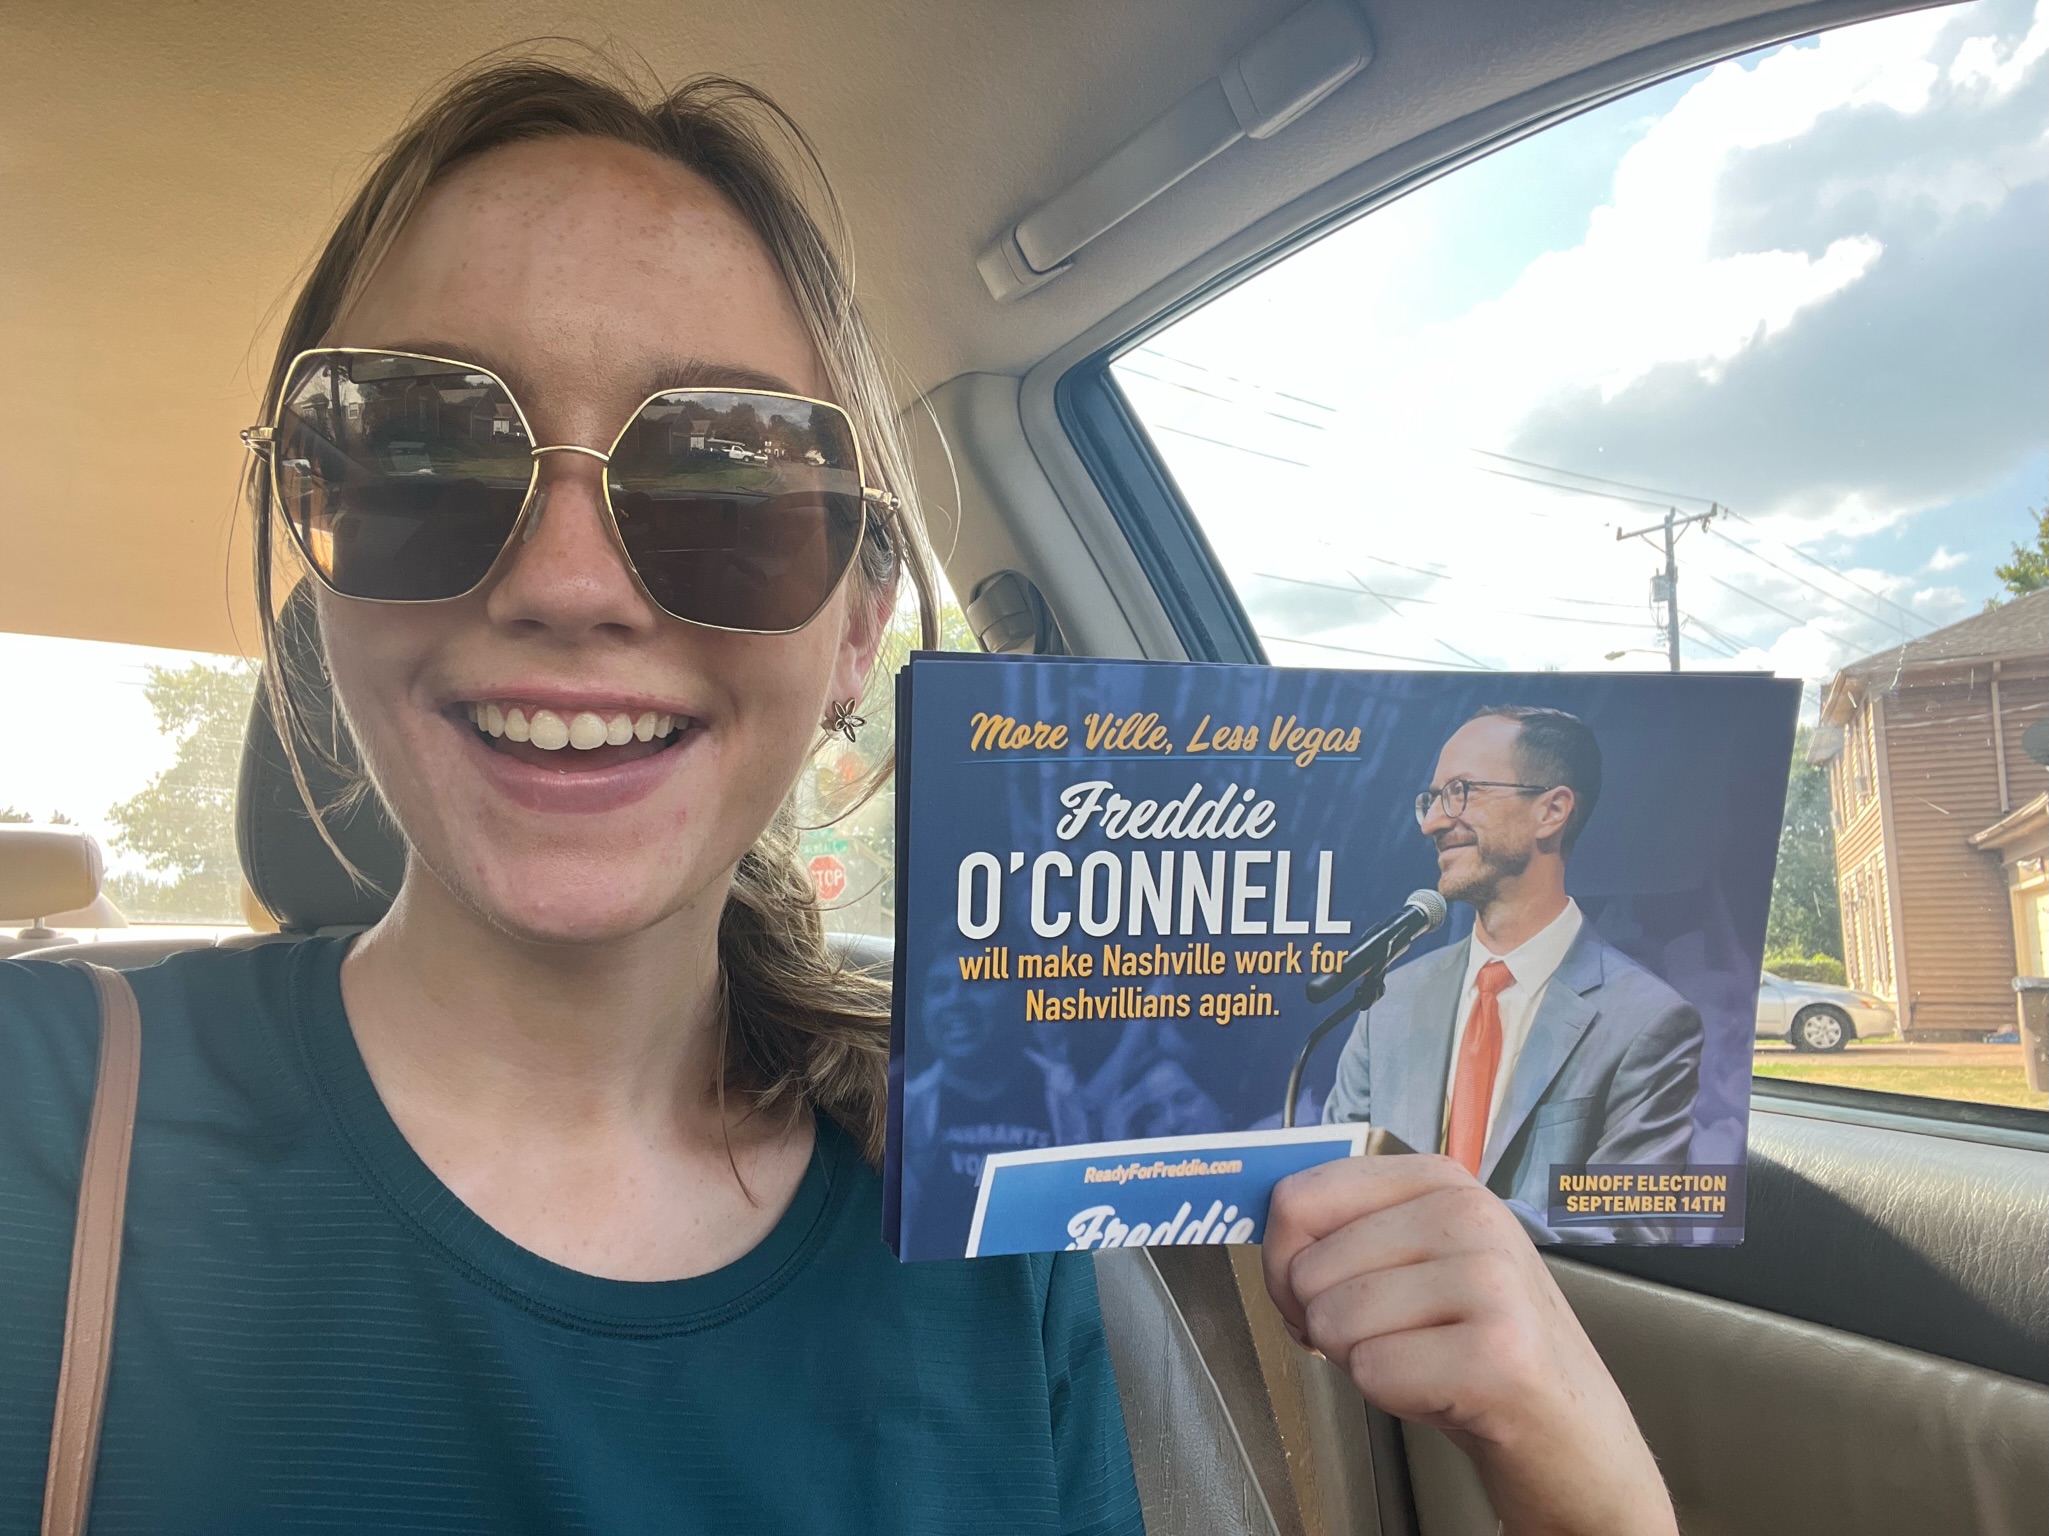 More Ville, Less Vegas
Freddie
O'CONNELL
will make Nashville work for
Nashvillians again.
RUNOFF ELECTION
SEPTEMBER 14TH
ReadyForFreddie.com
Freddie
STOP